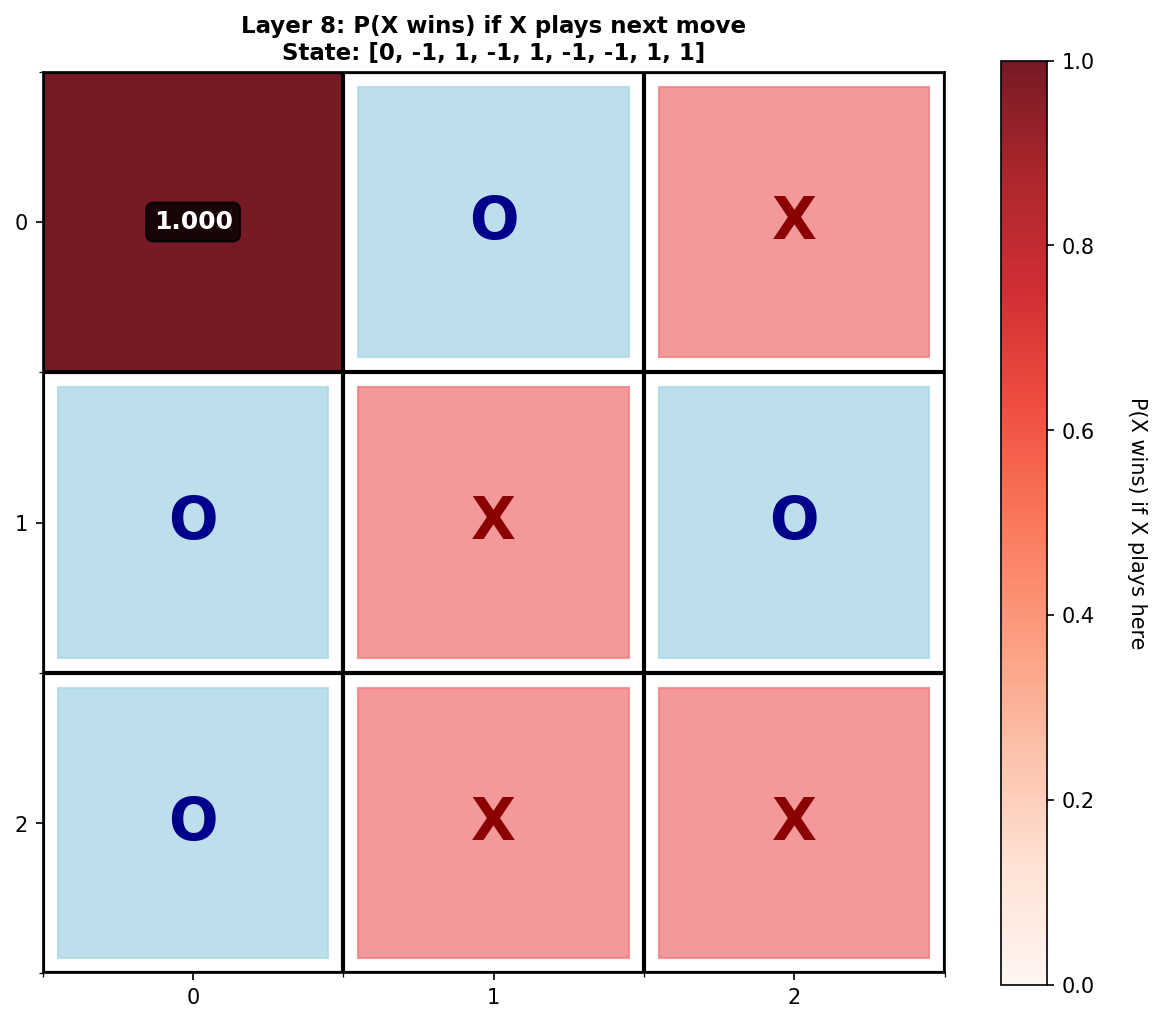 Layer 8: P(X wins) if X plays next move
State: [0, -1, 1, -1, 1, -1, -1, 1, 1]
1.0
0.8
0.6
0.4
0.2
0.0
P(X wins) if X plays here
0
1.000
O
X
1
O
X
O
2
O
X
X
0
1
2